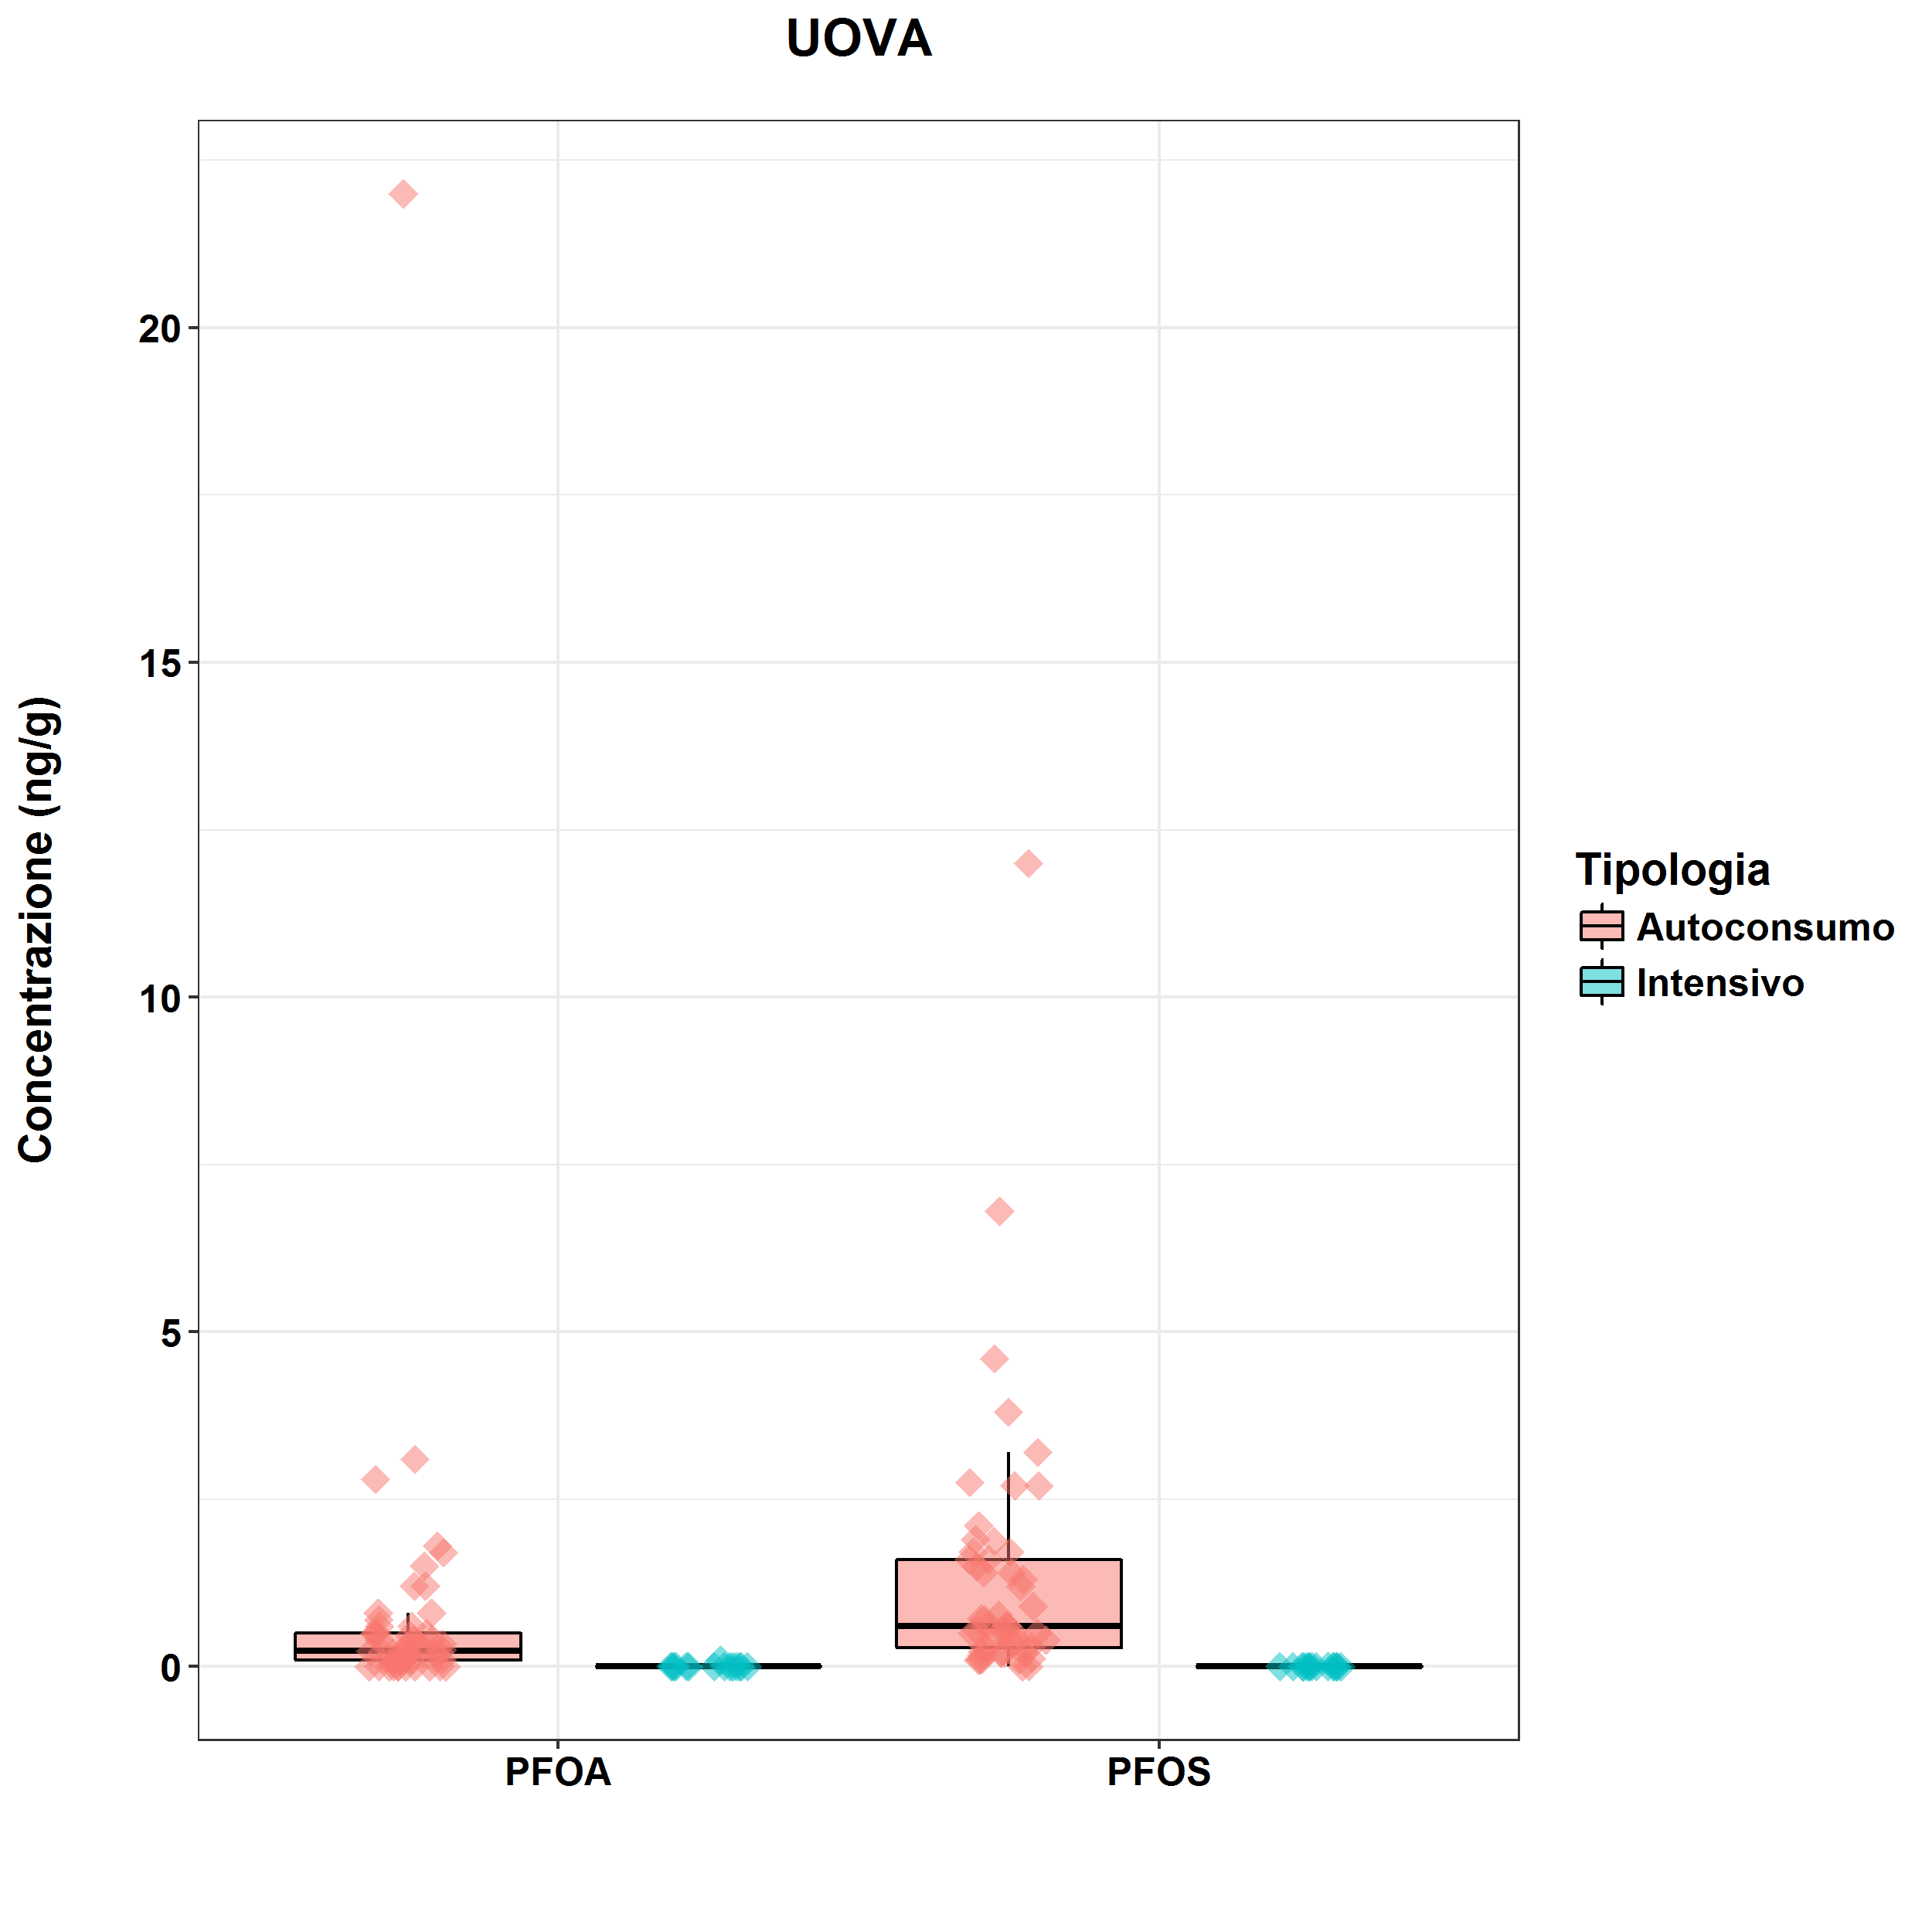 UOVA
Concentrazione (ng/g)
20
15
10
5
0
PFOA
PFOS
Tipologia
Autoconsumo
Intensivo